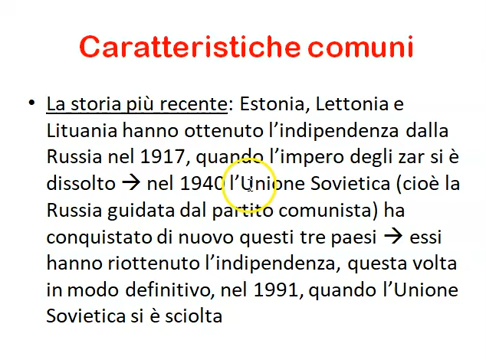 Caratteristiche comuni
• La storia più recente: Estonia, Lettonia e
Lituania hanno ottenuto l'indipendenza dalla
Russia nel 1917, quando l'impero degli zar si è
dissolto → nel 1940 l'Unione Sovietica (cioè la
Russia guidata dal partito comunista) ha
conquistato di nuovo questi tre paesi → essi
hanno riottenuto l'indipendenza, questa volta
in modo definitivo, nel 1991, quando l'Unione
Sovietica si è sciolta